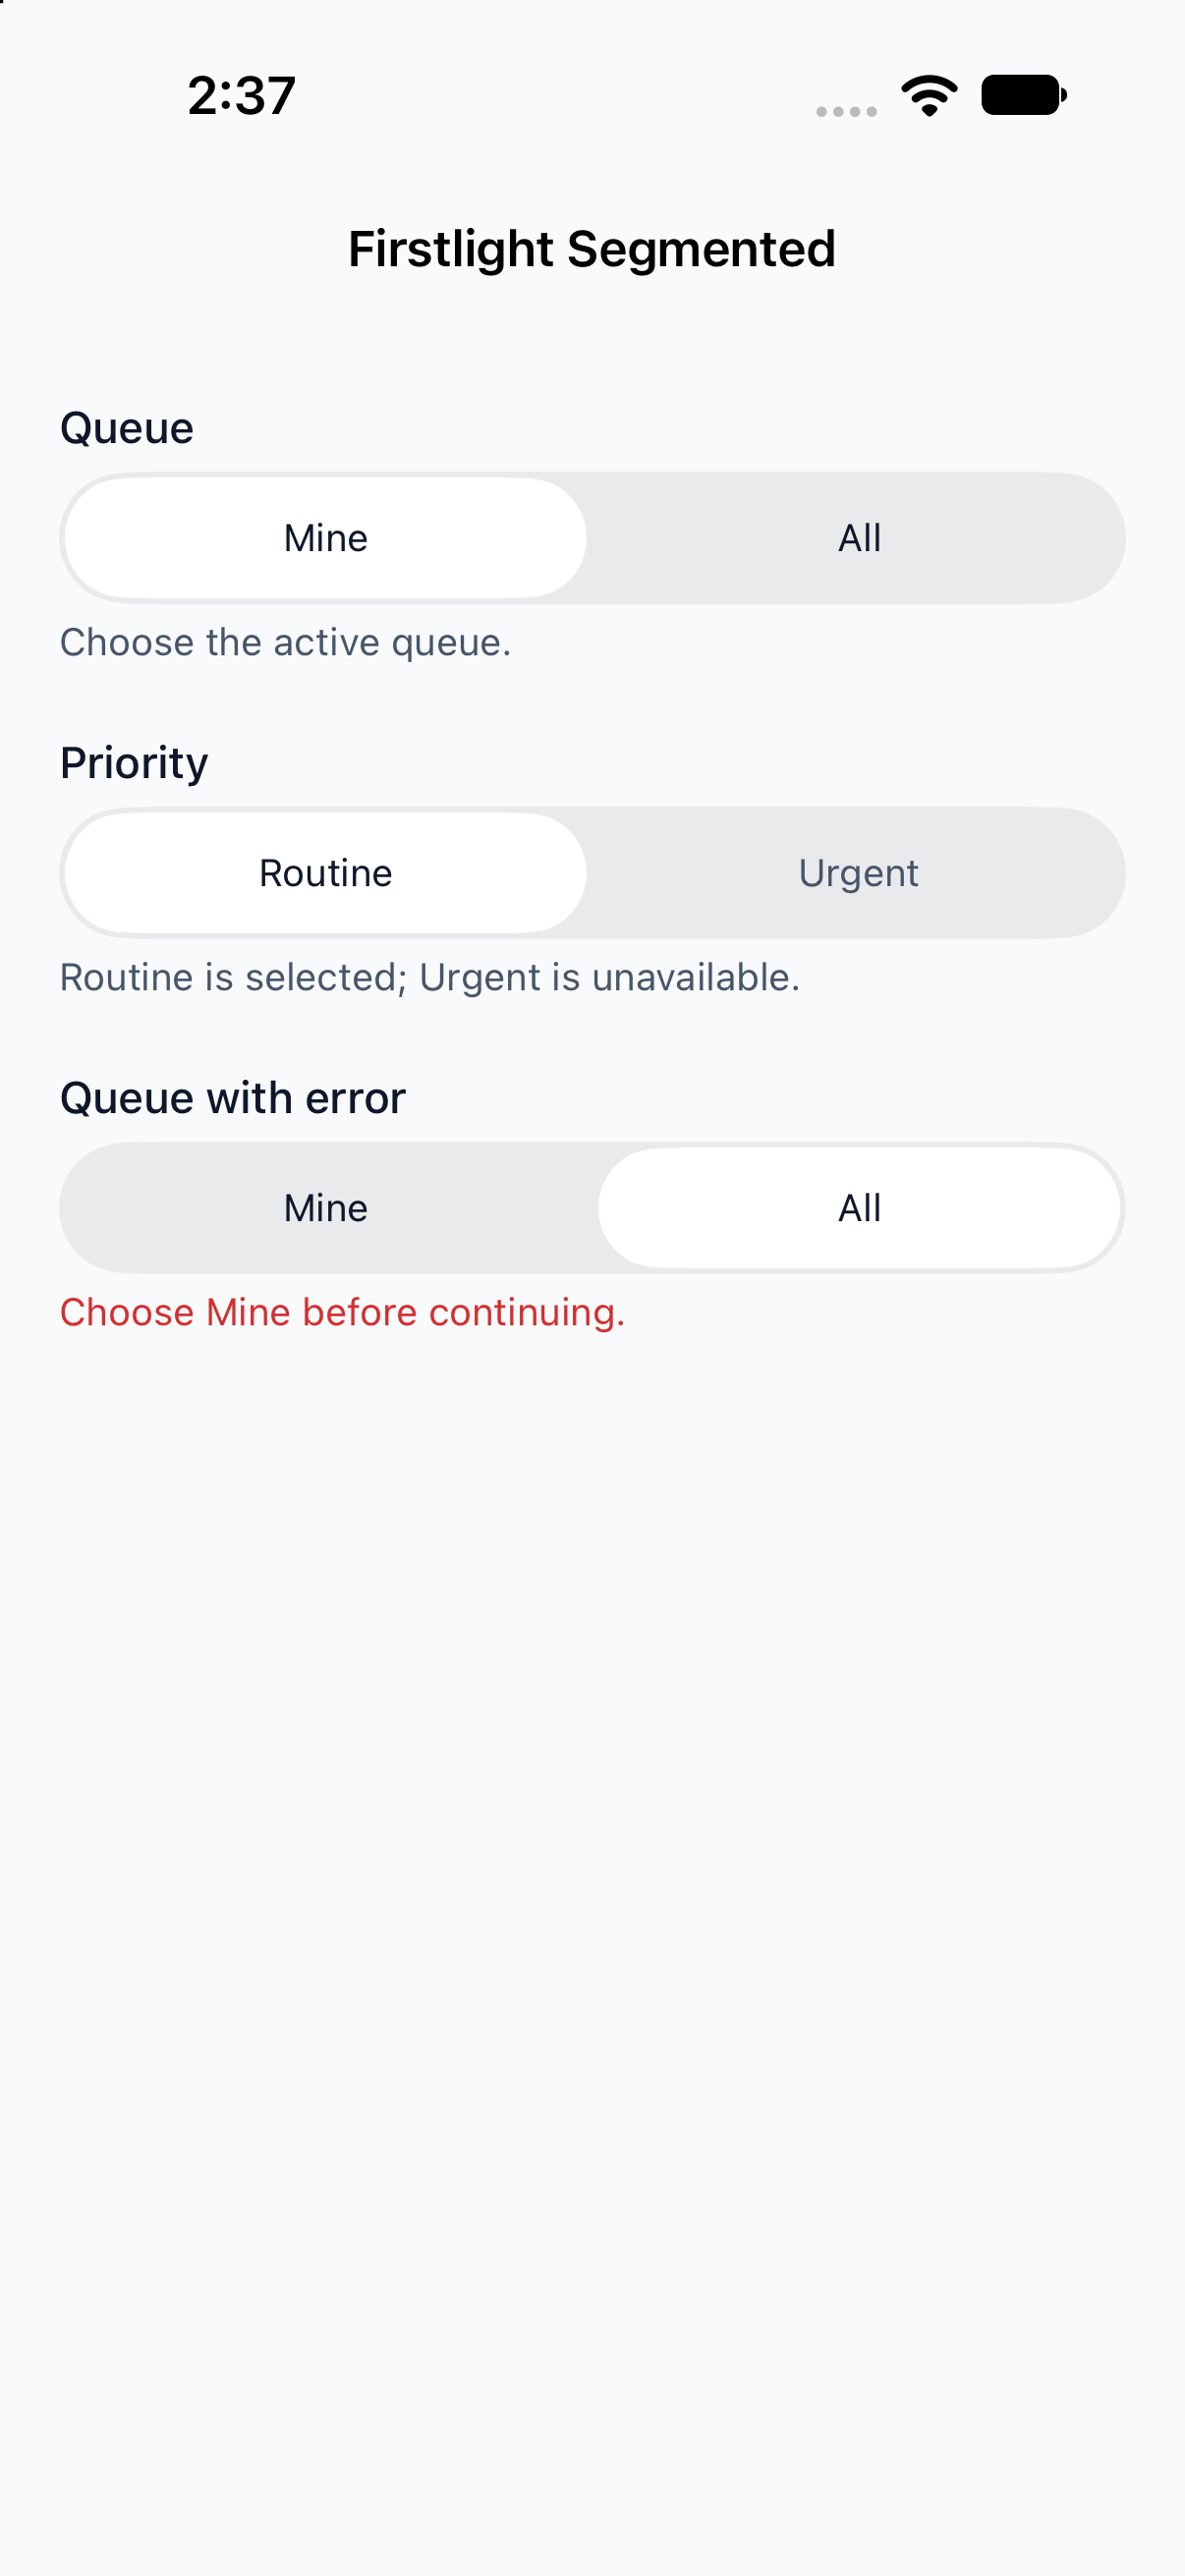 2:37
Firstlight Segmented
Queue
Mine All
Choose the active queue.
Priority
Routine Urgent
Routine is selected; Urgent is unavailable.
Queue with error
Mine All
Choose Mine before continuing.